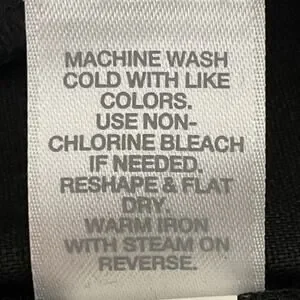 MACHINE WASH
COLD WITH LIKE
COLORS.
USE NON-
CHLORINE BLEACH
IF NEEDED.
RESHAPE & FLAT
DRY.
WARM IRON
WITH STEAM ON
REVERSE.